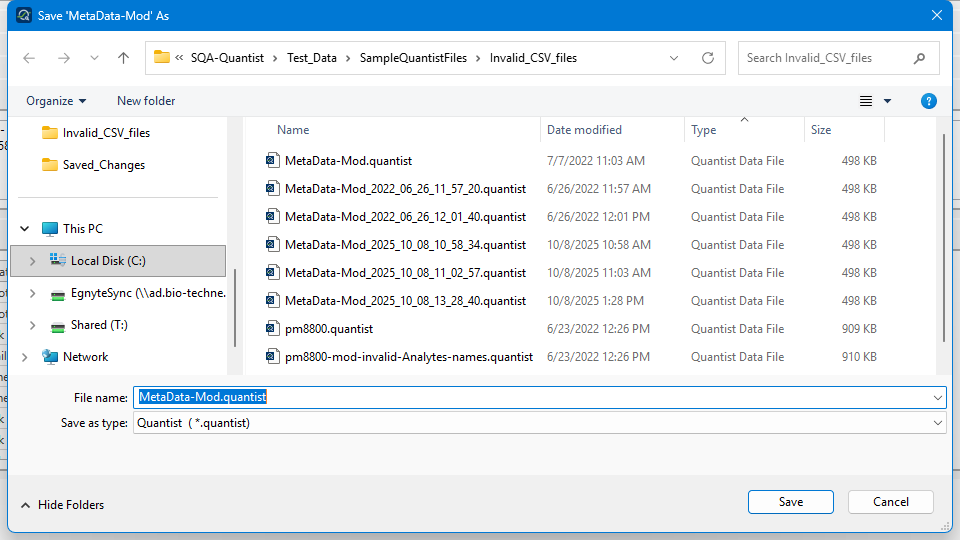 Save 'MetaData-Mod' As
« SQA-Quantist > Test_Data > SampleQuantistFiles > Invalid_CSV_files
Search Invalid_CSV_files
Organize
New folder
?
Invalid_CSV_files
Saved_Changes
This PC
Local Disk (C:)
EgnyteSync (\\ad.bio-techne.
Shared (T:)
Network
Name Date modified Type Size
MetaData-Mod.quantist 7/7/2022 11:03 AM Quantist Data File 498 KB
MetaData-Mod_2022_06_26_11_57_20.quantist 6/26/2022 11:57 AM Quantist Data File 498 KB
MetaData-Mod_2022_06_26_12_01_40.quantist 6/26/2022 12:01 PM Quantist Data File 498 KB
MetaData-Mod_2025_10_08_10_58_34.quantist 10/8/2025 10:58 AM Quantist Data File 498 KB
MetaData-Mod_2025_10_08_11_02_57.quantist 10/8/2025 11:03 AM Quantist Data File 498 KB
MetaData-Mod_2025_10_08_13_28_40.quantist 10/8/2025 1:28 PM Quantist Data File 498 KB
pm8800.quantist 6/23/2022 12:26 PM Quantist Data File 909 KB
pm8800-mod-invalid-Analytes-names.quantist 6/23/2022 12:26 PM Quantist Data File 910 KB
File name: MetaData-Mod.quantist
Save as type: Quantist ( *.quantist)
Hide Folders
Save
Cancel